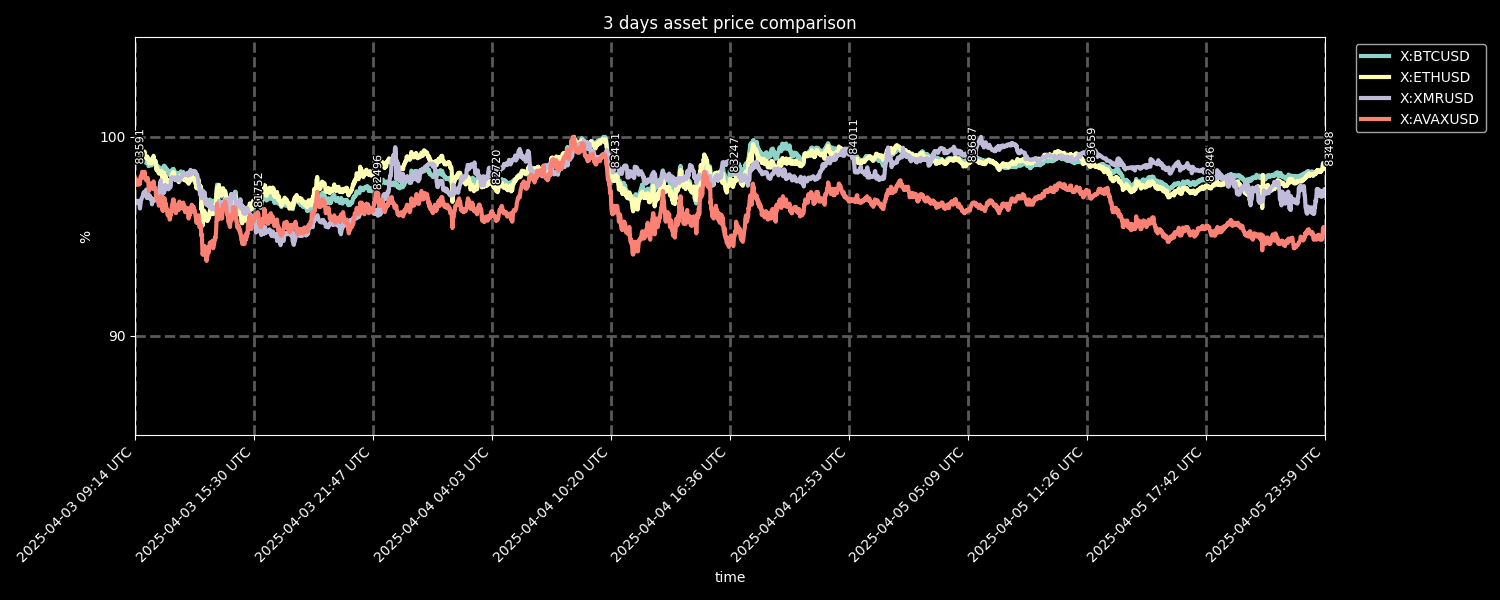 3 days asset price comparison
X:BTCUSD
X:ETHUSD
X:XMRUSD
X:AVAXUSD
100
90
%
83591
81752
82496
82720
83431
83247
84011
83687
83659
82846
83498
2025-04-03 09:14 UTC
2025-04-03 15:30 UTC
2025-04-03 21:47 UTC
2025-04-04 04:03 UTC
2025-04-04 10:20 UTC
2025-04-04 16:36 UTC
2025-04-04 22:53 UTC
2025-04-05 05:09 UTC
2025-04-05 11:26 UTC
2025-04-05 17:42 UTC
2025-04-05 23:59 UTC
time